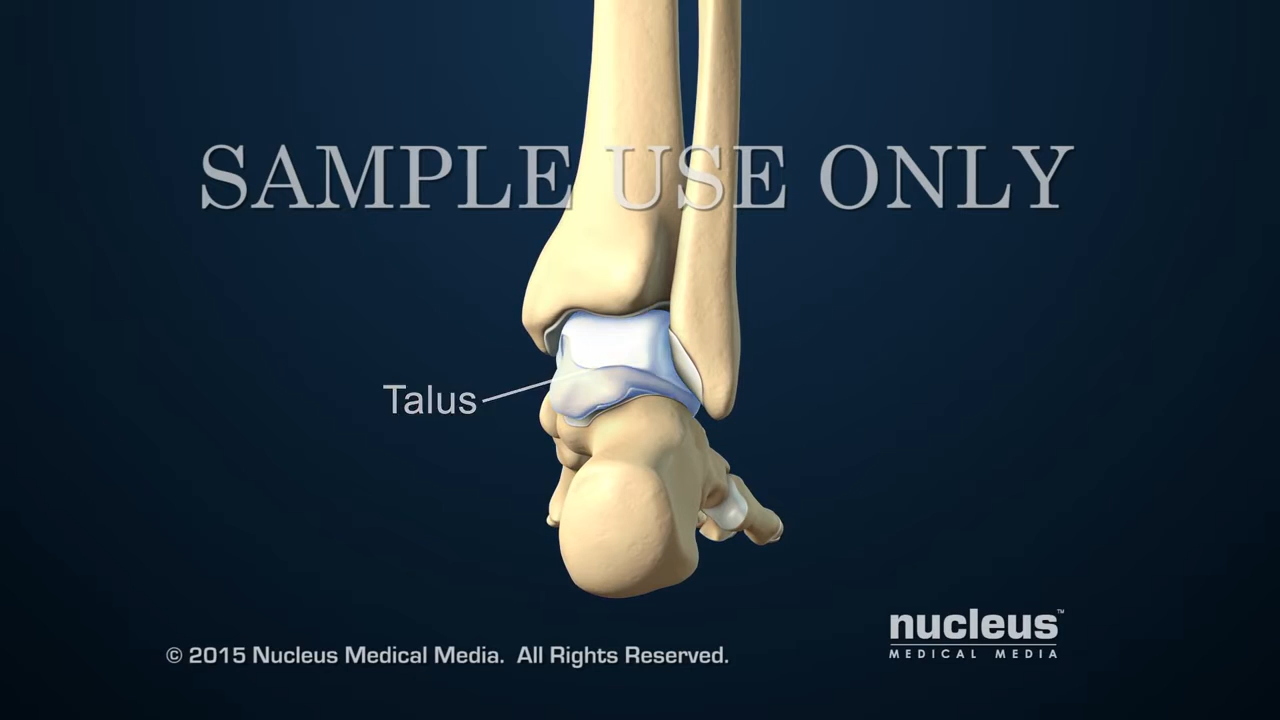 SAMPLE USE ONLY
Talus
nucleus™
MEDICAL MEDIA
© 2015 Nucleus Medical Media. All Rights Reserved.